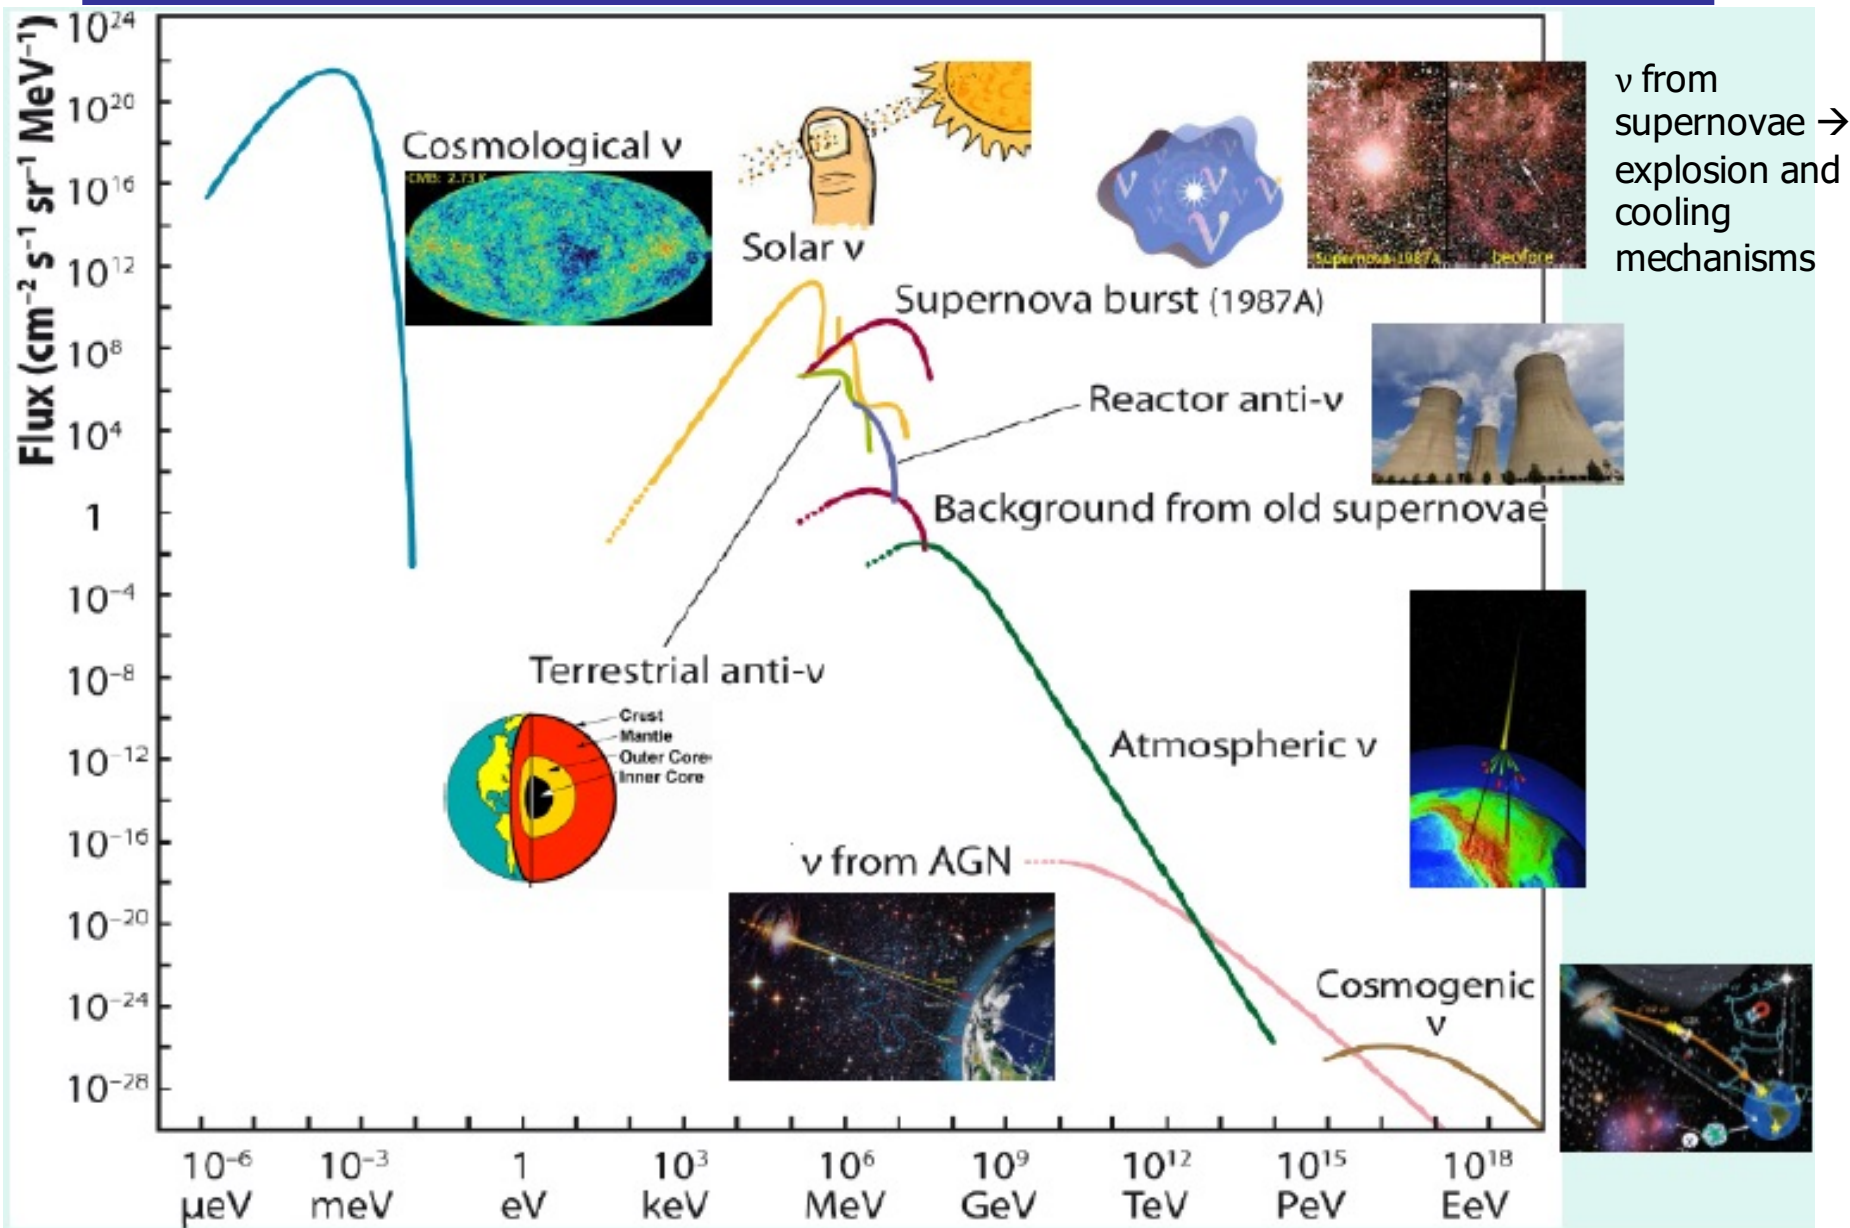 Flux (cm⁻² s⁻¹ sr⁻¹ MeV⁻¹)
10²⁴
10²⁰
10¹⁶
10¹²
10⁸
10⁴
1
10⁻⁴
10⁻⁸
10⁻¹²
10⁻¹⁶
10⁻²⁰
10⁻²⁴
10⁻²⁸
Cosmological ν
CMB: 2.73 K
Solar ν
ν
ν
ν
ν
Supernova 1987A
before
ν from
supernovae →
explosion and
cooling
mechanisms
Supernova burst (1987A)
Reactor anti-ν
Background from old supernovae
Terrestrial anti-ν
Crust
Mantle
Outer Core
Inner Core
Atmospheric ν
ν from AGN
Cosmogenic
ν
10⁻⁶ 10⁻³ 1 10³ 10⁶ 10⁹ 10¹² 10¹⁵ 10¹⁸
μeV meV eV keV MeV GeV TeV PeV EeV